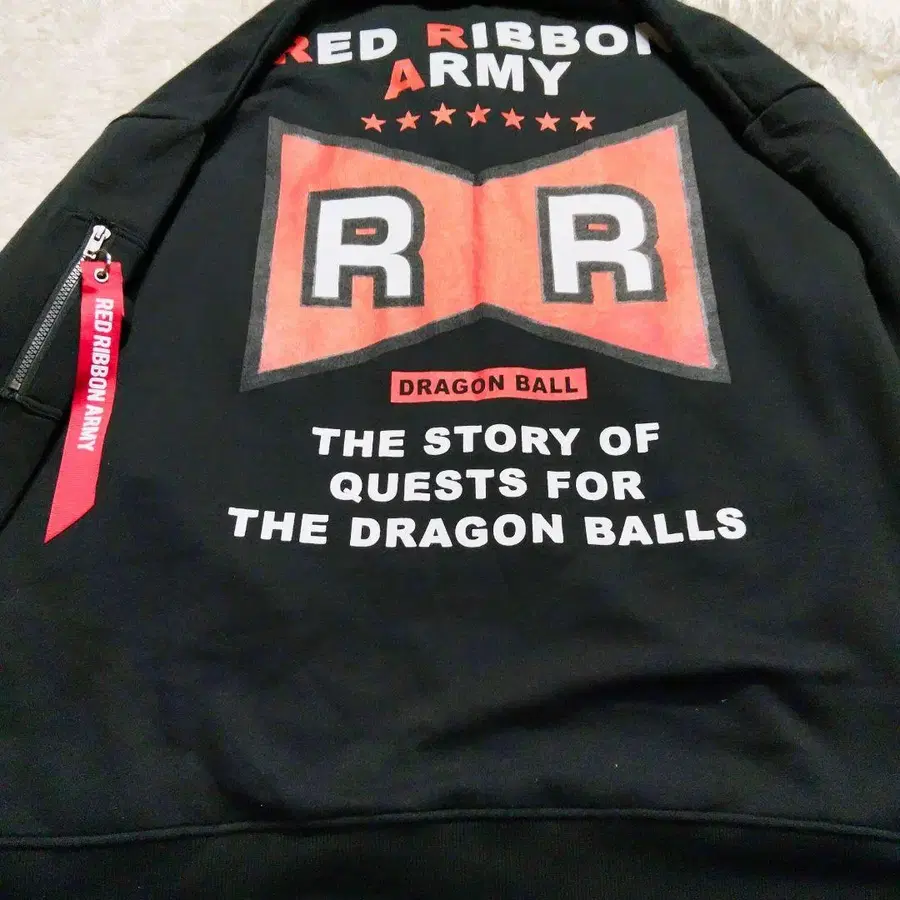 RED RIBBON
ARMY
R R
DRAGON BALL
THE STORY OF
QUESTS FOR
THE DRAGON BALLS
RED RIBBON ARMY